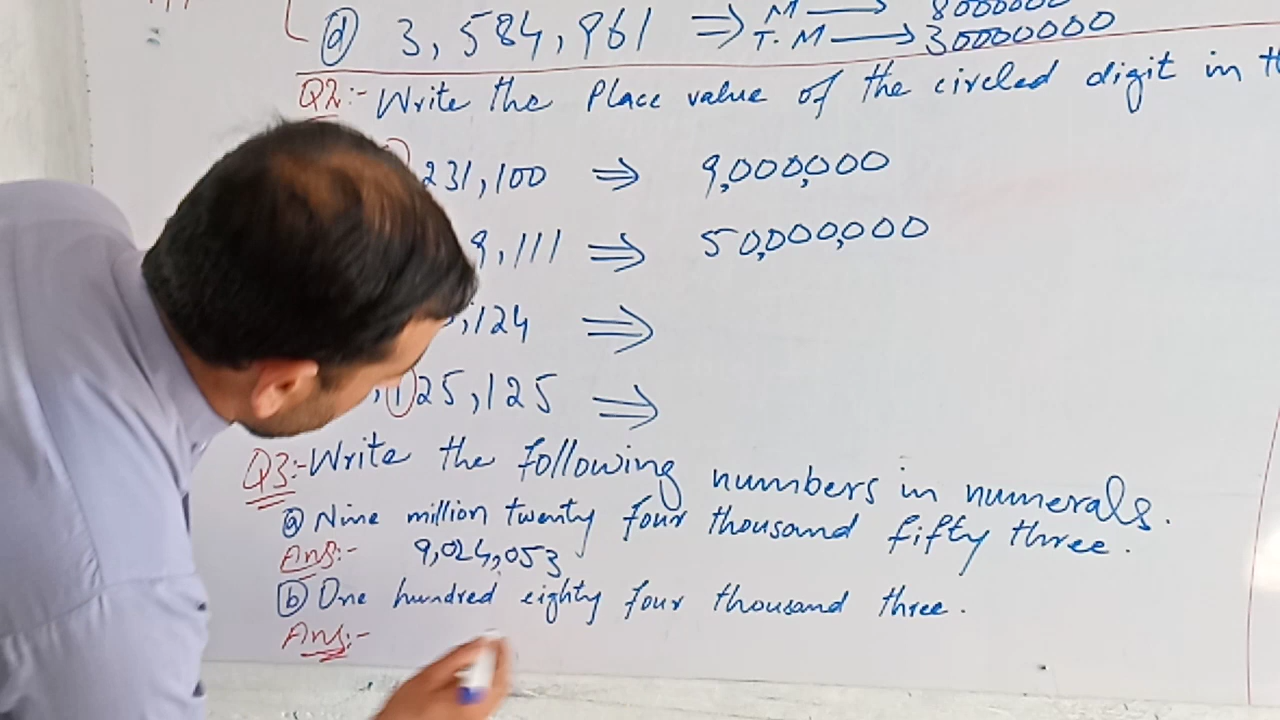 M → 8000000
ⓓ 3,584,961 ⇒ T.M → 30000000
Q2:- Write the Place value of the circled digit in
231,100 ⇒ 9,000,000
9,111 ⇒ 50,000,000
,124 ⇒
,①25,125 ⇒
Q3:- Write the following numbers in numerals.
ⓐ Nine million twenty four thousand fifty three.
Ans:- 9,024,053
ⓑ One hundred eighty four thousand three.
Ans:-